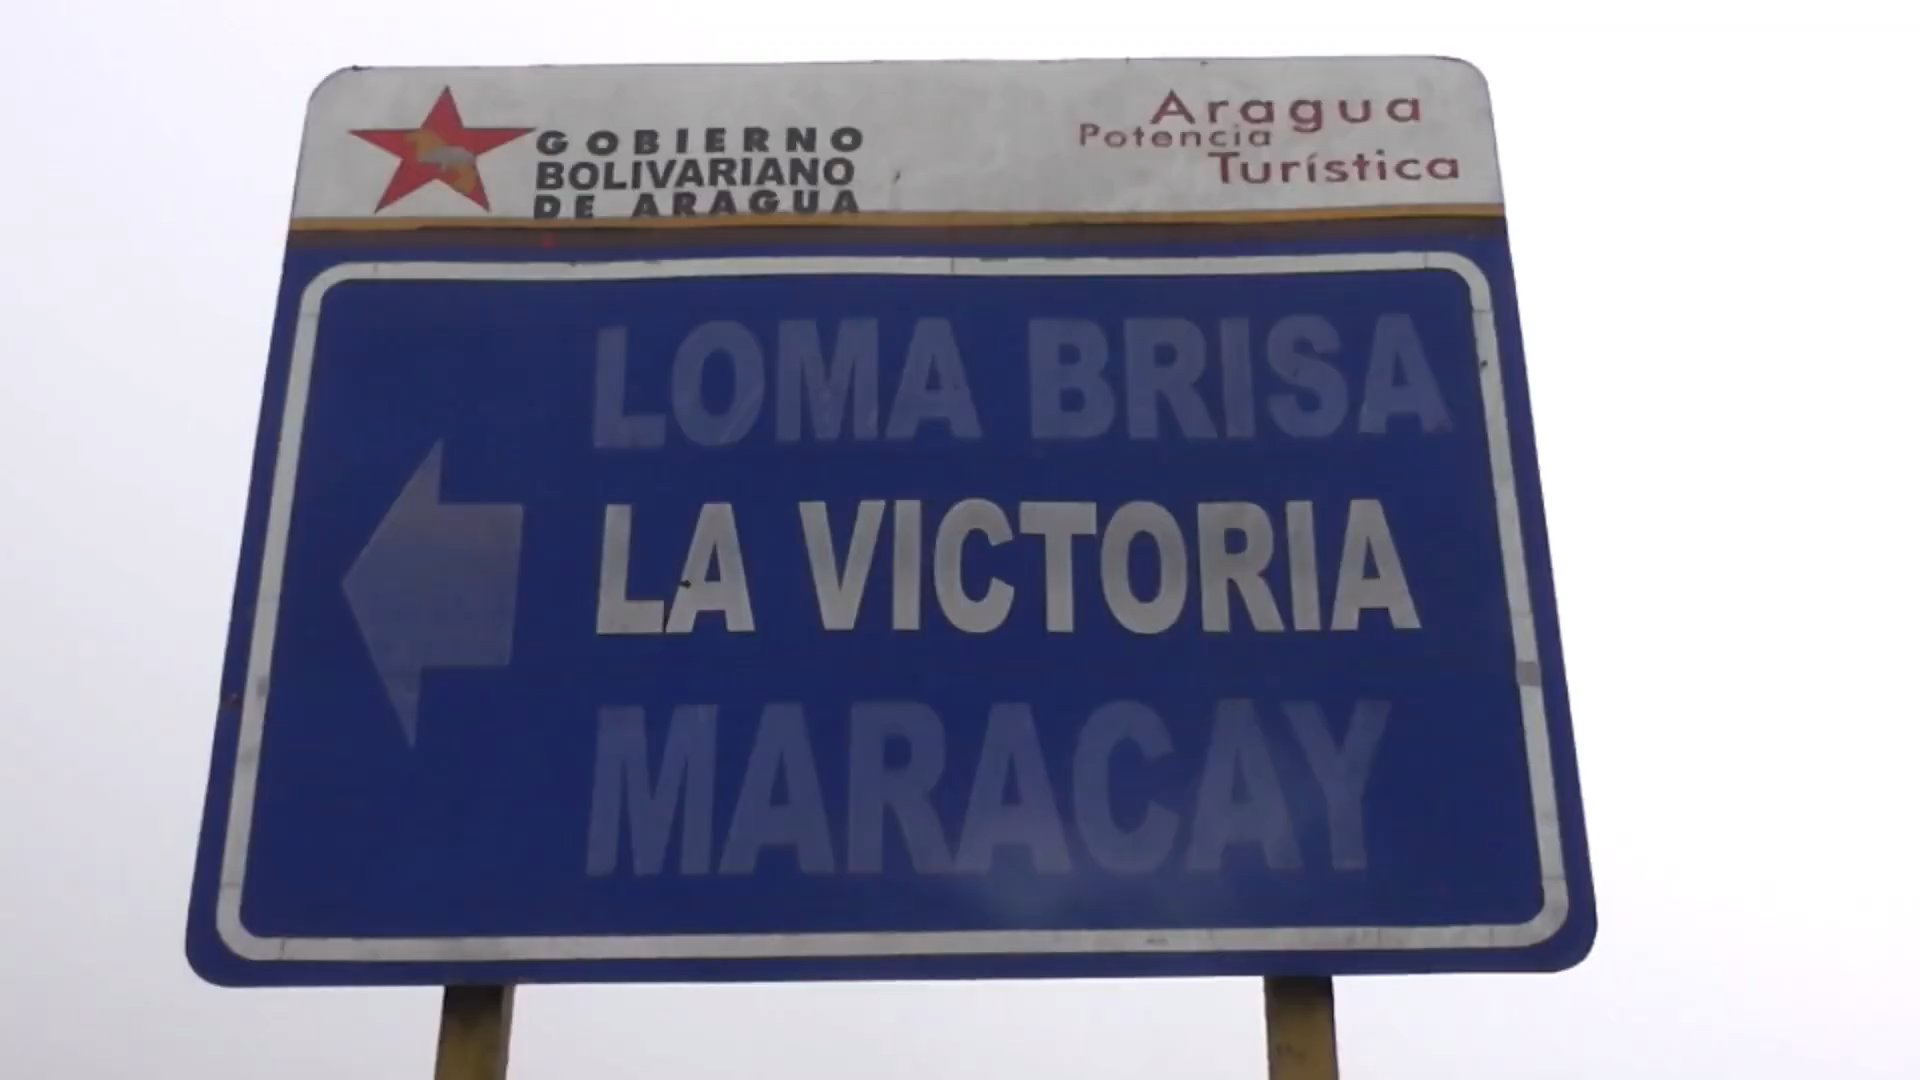 GOBIERNO
BOLIVARIANO
DE ARAGUA
Aragua
Potencia
Turística
LOMA BRISA
LA VICTORIA
MARACAY